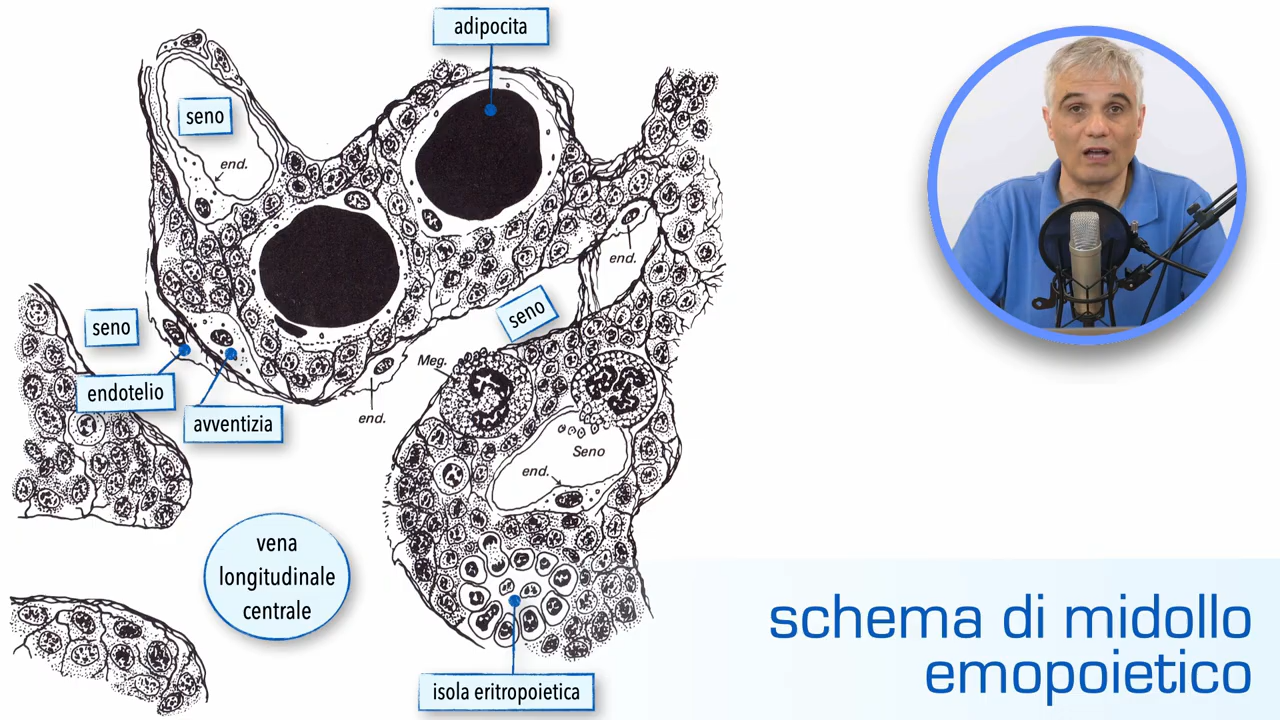 adipocita
seno
end.
end.
seno
seno
Meg.
endotelio
end.
avventizia
Seno
end.
vena
longitudinale
centrale
schema di midollo
emopoietico
isola eritropoietica